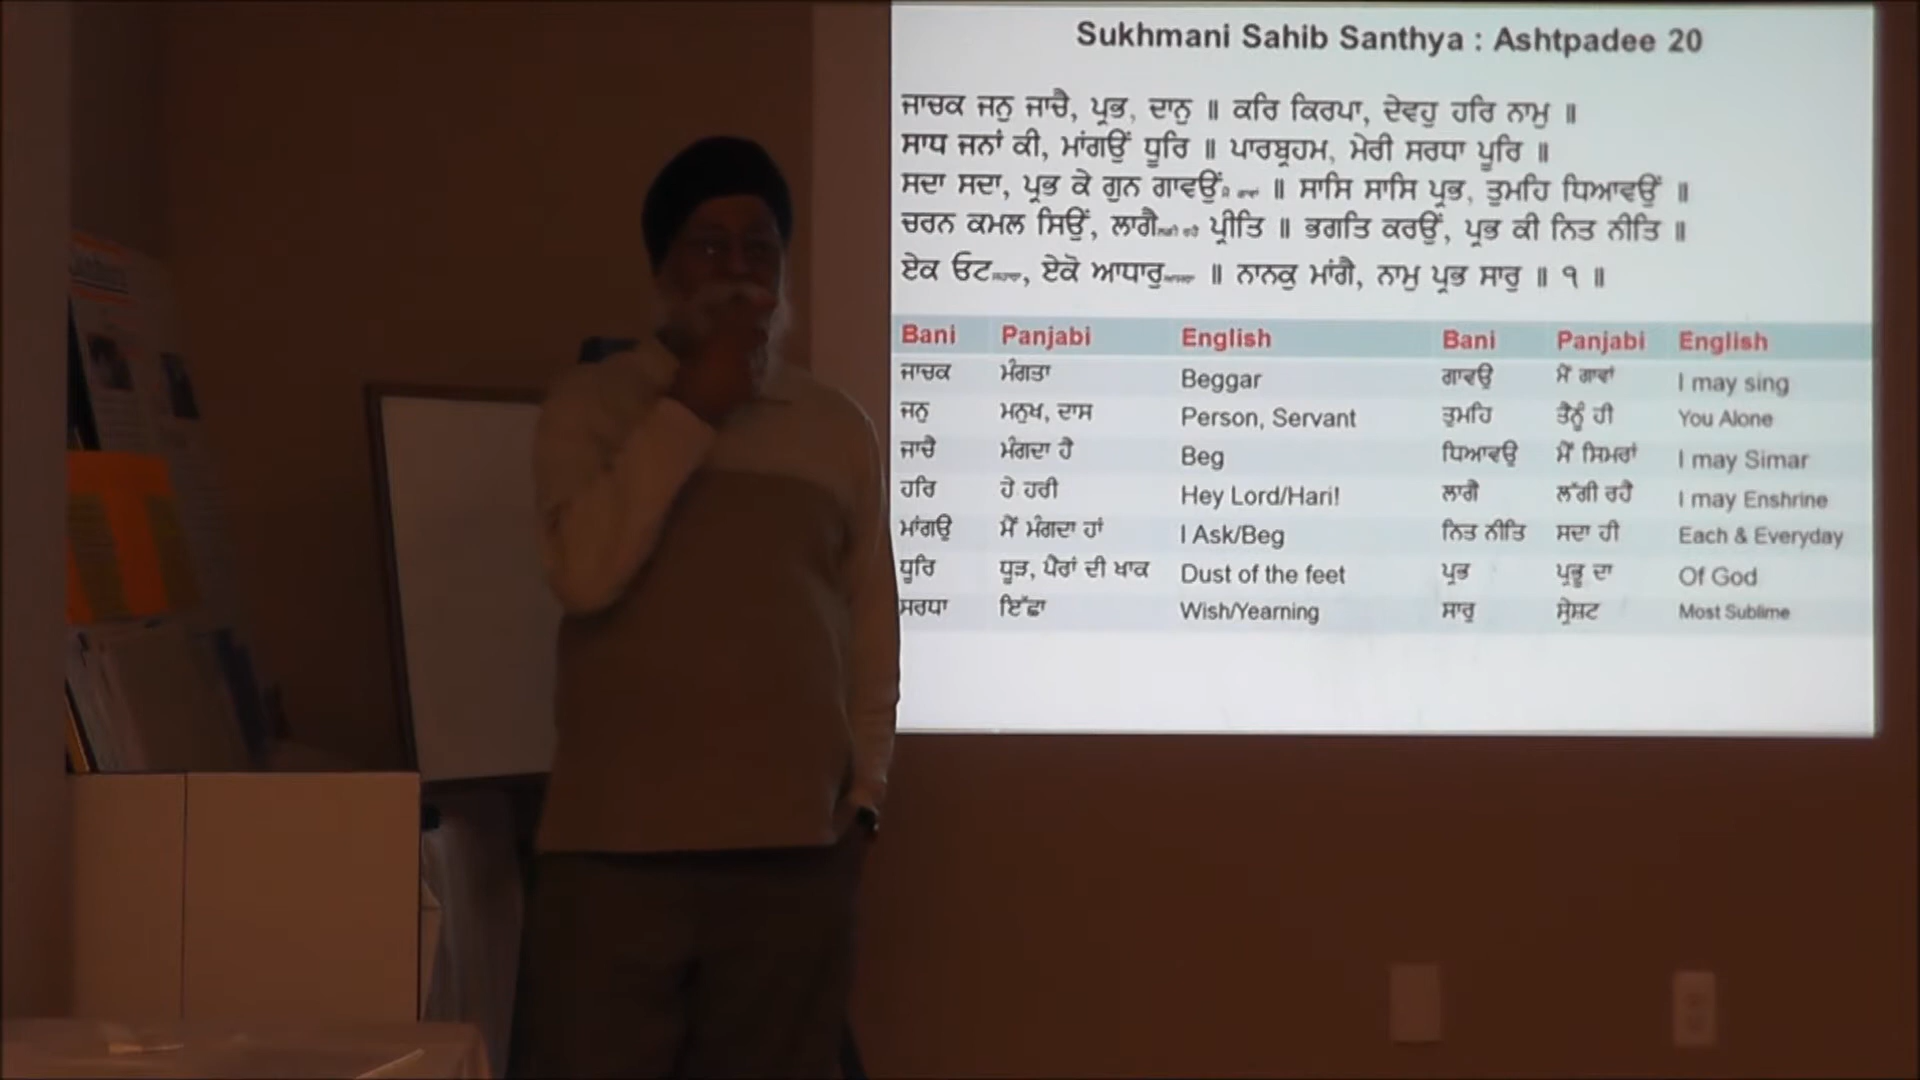 Sukhmani Sahib Santhya : Ashtpadee 20
ਜਾਚਕ ਜਨੁ ਜਾਚੈ, ਪ੍ਰਭ, ਦਾਨੁ ॥ ਕਰਿ ਕਿਰਪਾ, ਦੇਵਹੁ ਹਰਿ ਨਾਮੁ ॥
ਸਾਧ ਜਨਾਂ ਕੀ, ਮਾਂਗਉਂ ਧੂਰਿ ॥ ਪਾਰਬ੍ਰਹਮ, ਮੇਰੀ ਸਰਧਾ ਪੂਰਿ ॥
ਸਦਾ ਸਦਾ, ਪ੍ਰਭ ਕੇ ਗੁਨ ਗਾਵਉਂ ॥ ਸਾਸਿ ਸਾਸਿ ਪ੍ਰਭ, ਤੁਮਹਿ ਧਿਆਵਉਂ ॥
ਚਰਨ ਕਮਲ ਸਿਉਂ, ਲਾਗੈ ਪ੍ਰੀਤਿ ॥ ਭਗਤਿ ਕਰਉਂ, ਪ੍ਰਭ ਕੀ ਨਿਤ ਨੀਤਿ ॥
ਏਕ ਓਟ, ਏਕੋ ਆਧਾਰੁ ॥ ਨਾਨਕੁ ਮਾਂਗੈ, ਨਾਮੁ ਪ੍ਰਭ ਸਾਰੁ ॥ ੧ ॥
Bani Panjabi English Bani Panjabi English
ਜਾਚਕ ਮੰਗਤਾ Beggar ਗਾਵਉ ਮੈਂ ਗਾਵਾਂ I may sing
ਜਨੁ ਮਨੁਖ, ਦਾਸ Person, Servant ਤੁਮਹਿ ਤੈਨੂੰ ਹੀ You Alone
ਜਾਚੈ ਮੰਗਦਾ ਹੈ Beg ਧਿਆਵਉ ਮੈਂ ਸਿਮਰਾਂ I may Simar
ਹਰਿ ਹੇ ਹਰੀ Hey Lord/Hari! ਲਾਗੈ ਲੱਗੀ ਰਹੈ I may Enshrine
ਮਾਂਗਉ ਮੈਂ ਮੰਗਦਾ ਹਾਂ I Ask/Beg ਨਿਤ ਨੀਤਿ ਸਦਾ ਹੀ Each & Everyday
ਧੂਰਿ ਧੂੜ, ਪੈਰਾਂ ਦੀ ਖਾਕ Dust of the feet ਪ੍ਰਭ ਪ੍ਰਭੂ ਦਾ Of God
ਸਰਧਾ ਇੱਛਾ Wish/Yearning ਸਾਰੁ ਸ੍ਰੇਸ਼ਟ Most Sublime